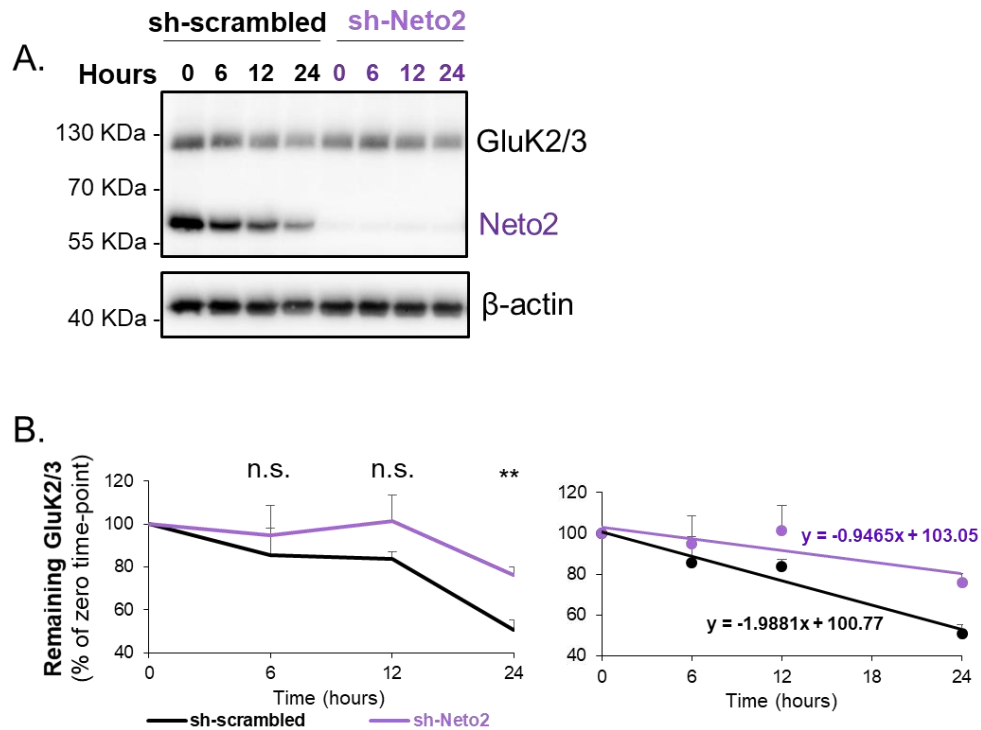 sh-scrambled sh-Neto2
A.
Hours 0 6 12 24 0 6 12 24
130 KDa - GluK2/3
70 KDa -
Neto2
55 KDa -
β-actin
40 KDa -
B.
Remaining GluK2/3
(% of zero time-point)
n.s. n.s. **
120
100
80
60
40
0 6 12 24
Time (hours)
sh-scrambled sh-Neto2
120
100
80
60
40
y = -0.9465x + 103.05
y = -1.9881x + 100.77
0 6 12 18 24
Time (hours)